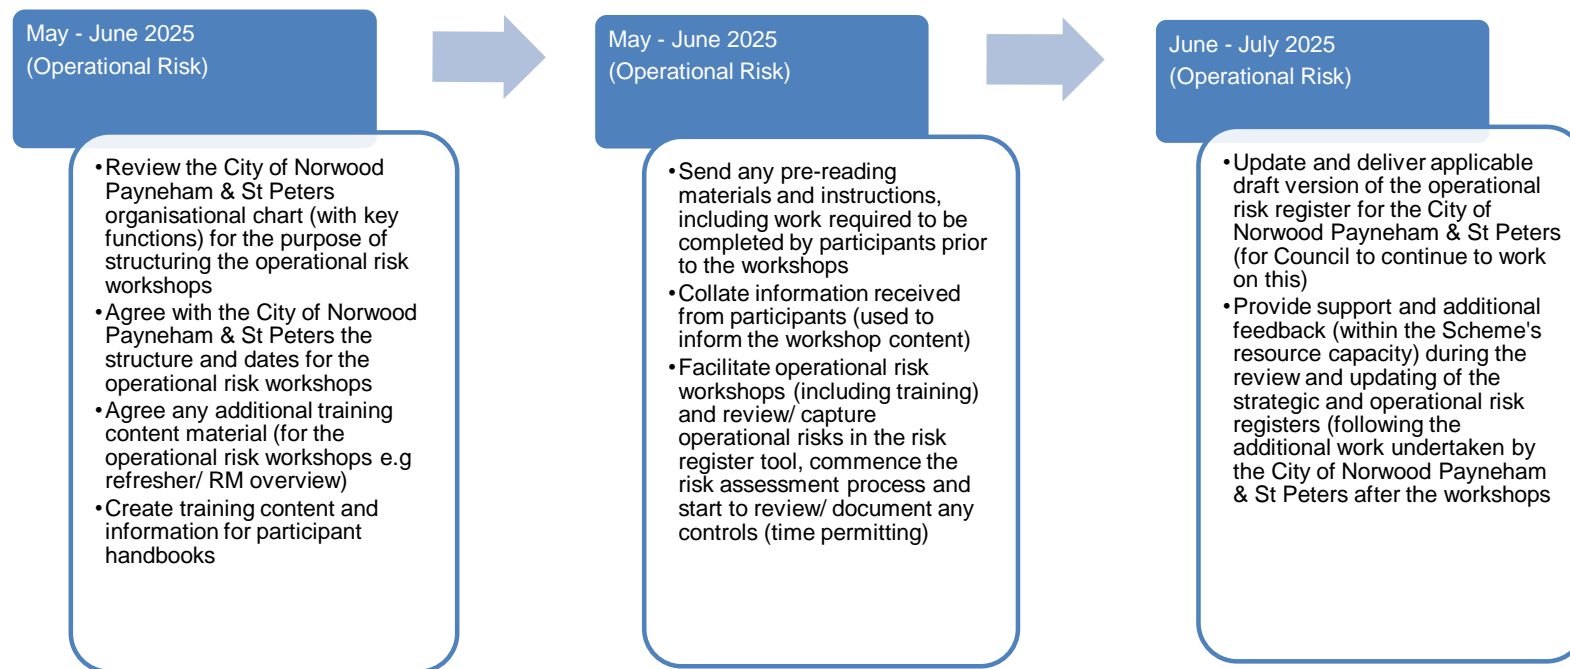 May - June 2025
(Operational Risk)
•Review the City of Norwood
Payneham & St Peters
organisational chart (with key
functions) for the purpose of
structuring the operational risk
workshops
•Agree with the City of Norwood
Payneham & St Peters the
structure and dates for the
operational risk workshops
•Agree any additional training
content material (for the
operational risk workshops e.g
refresher/ RM overview)
•Create training content and
information for participant
handbooks
May - June 2025
(Operational Risk)
•Send any pre-reading
materials and instructions,
including work required to be
completed by participants prior
to the workshops
•Collate information received
from participants (used to
inform the workshop content)
•Facilitate operational risk
workshops (including training)
and review/ capture
operational risks in the risk
register tool, commence the
risk assessment process and
start to review/ document any
controls (time permitting)
June - July 2025
(Operational Risk)
•Update and deliver applicable
draft version of the operational
risk register for the City of
Norwood Payneham & St Peters
(for Council to continue to work
on this)
•Provide support and additional
feedback (within the Scheme's
resource capacity) during the
review and updating of the
strategic and operational risk
registers (following the
additional work undertaken by
the City of Norwood Payneham
& St Peters after the workshops